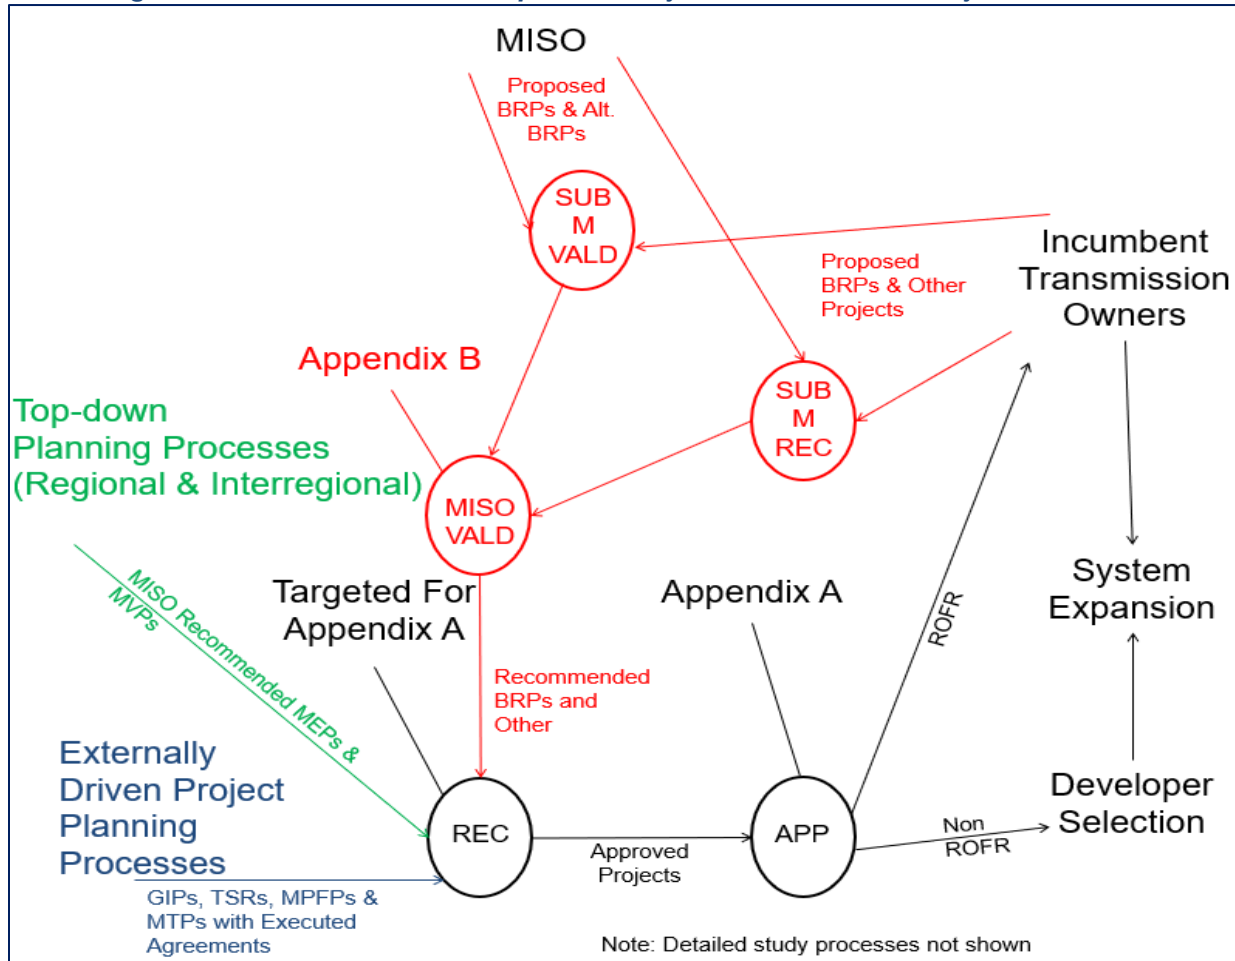 MISO
Proposed
BRPs & Alt.
BRPs
SUB
M
VALD
Incumbent
Transmission
Owners
Proposed
BRPs & Other
Projects
Appendix B
SUB
M
REC
Top-down
Planning Processes
(Regional & Interregional)
MISO
VALD
MISO Recommended MEPs &
MVPs
Targeted For
Appendix A
Appendix A
ROFR
System
Expansion
Recommended
BRPs and
Other
Externally
Driven Project
Planning
Processes
REC
Approved
Projects
APP
Non
ROFR
Developer
Selection
GIPs, TSRs, MPFPs &
MTPs with Executed
Agreements
Note: Detailed study processes not shown